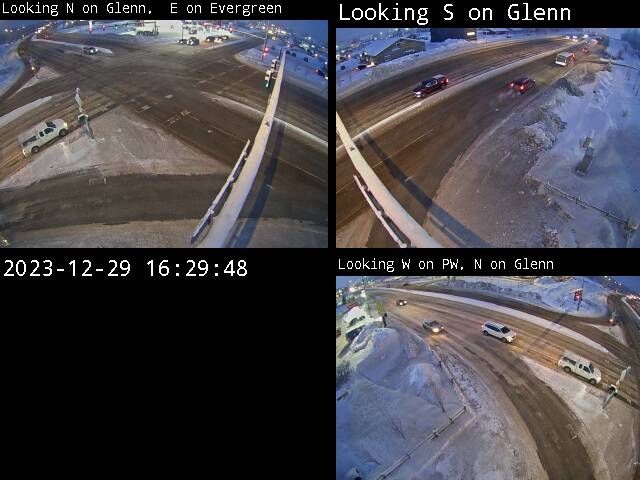 Looking N on Glenn,  E on Evergreen
Looking S on Glenn
2023-12-29 16:29:48
Looking W on PW, N on Glenn